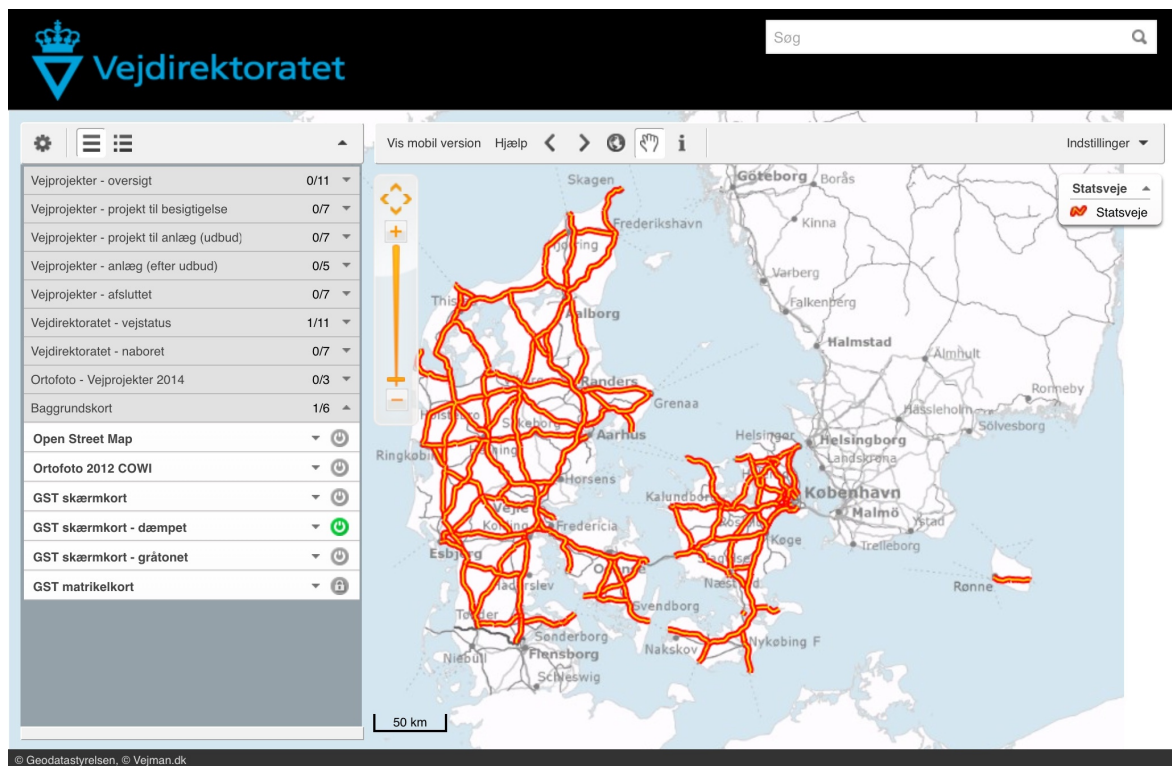 Vejdirektoratet
Søg
Vis mobil version Hjælp
Indstillinger
Vejprojekter - oversigt 0/11
Vejprojekter - projekt til besigtigelse 0/7
Vejprojekter - projekt til anlæg (udbud) 0/7
Vejprojekter - anlæg (efter udbud) 0/5
Vejprojekter - afsluttet 0/7
Vejdirektoratet - vejstatus 1/11
Vejdirektoratet - naboret 0/7
Ortofoto - Vejprojekter 2014 0/3
Baggrundskort 1/6
Open Street Map
Ortofoto 2012 COWI
GST skærmkort
GST skærmkort - dæmpet
GST skærmkort - gråtonet
GST matrikelkort
Statsveje
Statsveje
Skagen
Göteborg
Borås
Frederikshavn
Kinna
Varberg
Falkenberg
Aalborg
Halmstad
Älmhult
Randers
Grenaa
Ronneby
Hässleholm
Sölvesborg
Aarhus
Helsingør
Helsingborg
Landskrona
Horsens
Kalundborg
København
Malmö
Vejle
Fredericia
Køge
Ystad
Trelleborg
Esbjerg
Rønne
Svendborg
Sønderborg
Nakskov
Nykøbing F
Niebüll
Flensborg
Schleswig
50 km
© Geodatastyrelsen, © Vejman.dk